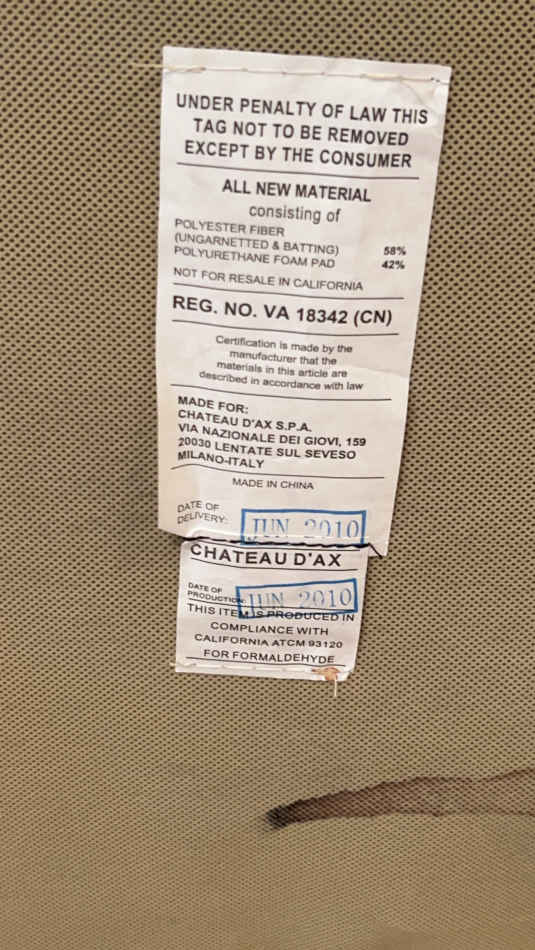 UNDER PENALTY OF LAW THIS
TAG NOT TO BE REMOVED
EXCEPT BY THE CONSUMER
ALL NEW MATERIAL
consisting of
POLYESTER FIBER
(UNGARNETTED & BATTING) 58%
POLYURETHANE FOAM PAD 42%
NOT FOR RESALE IN CALIFORNIA
REG. NO. VA 18342 (CN)
Certification is made by the
manufacturer that the
materials in this article are
described in accordance with law
MADE FOR:
CHATEAU D'AX S.P.A.
VIA NAZIONALE DEI GIOVI, 159
20030 LENTATE SUL SEVESO
MILANO-ITALY
MADE IN CHINA
DATE OF
DELIVERY: JUN 2010
CHATEAU D'AX
DATE OF
PRODUCTION: JUN 2010
THIS ITEM IS PRODUCED IN
COMPLIANCE WITH
CALIFORNIA ATCM 93120
FOR FORMALDEHYDE